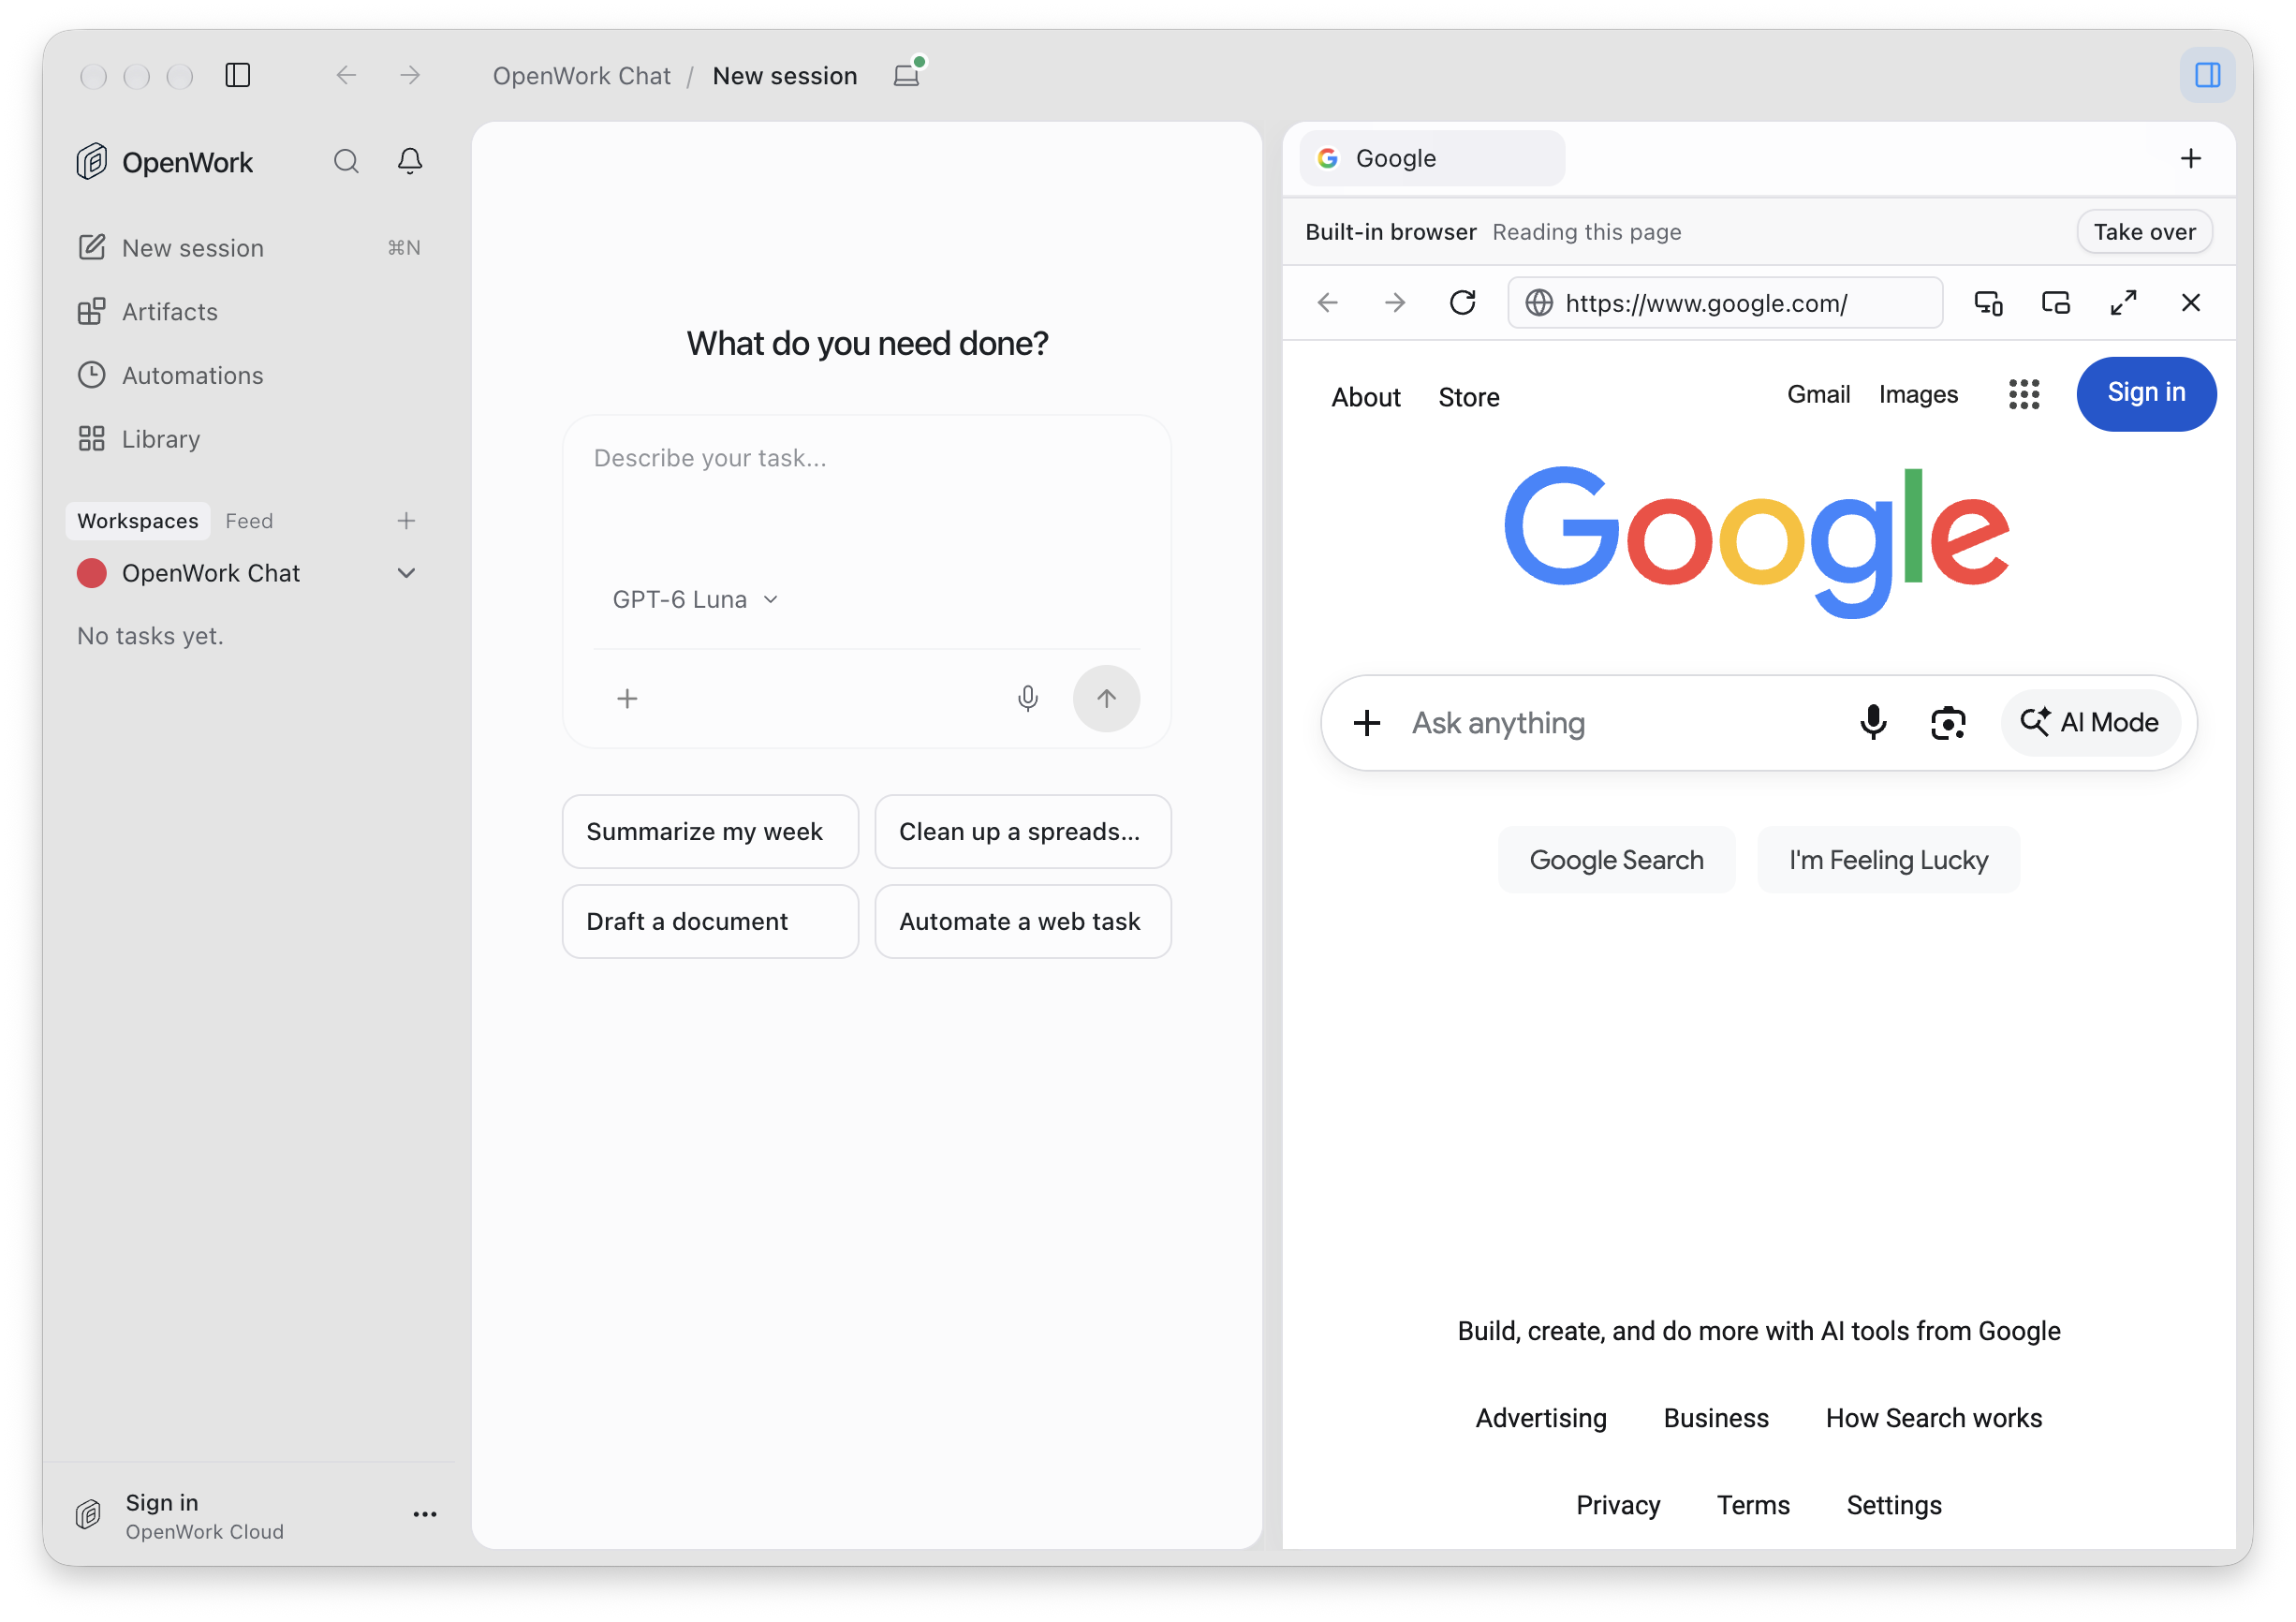 OpenWork Chat / New session
OpenWork
New session ⌘N
Artifacts
Automations
Library
Workspaces Feed
OpenWork Chat
No tasks yet.
Sign in
OpenWork Cloud
What do you need done?
Describe your task...
GPT-6 Luna
Summarize my week
Clean up a spreads...
Draft a document
Automate a web task
Google
Built-in browser Reading this page Take over
https://www.google.com/
About Store Gmail Images Sign in
Google
Ask anything AI Mode
Google Search I'm Feeling Lucky
Build, create, and do more with AI tools from Google
Advertising Business How Search works
Privacy Terms Settings